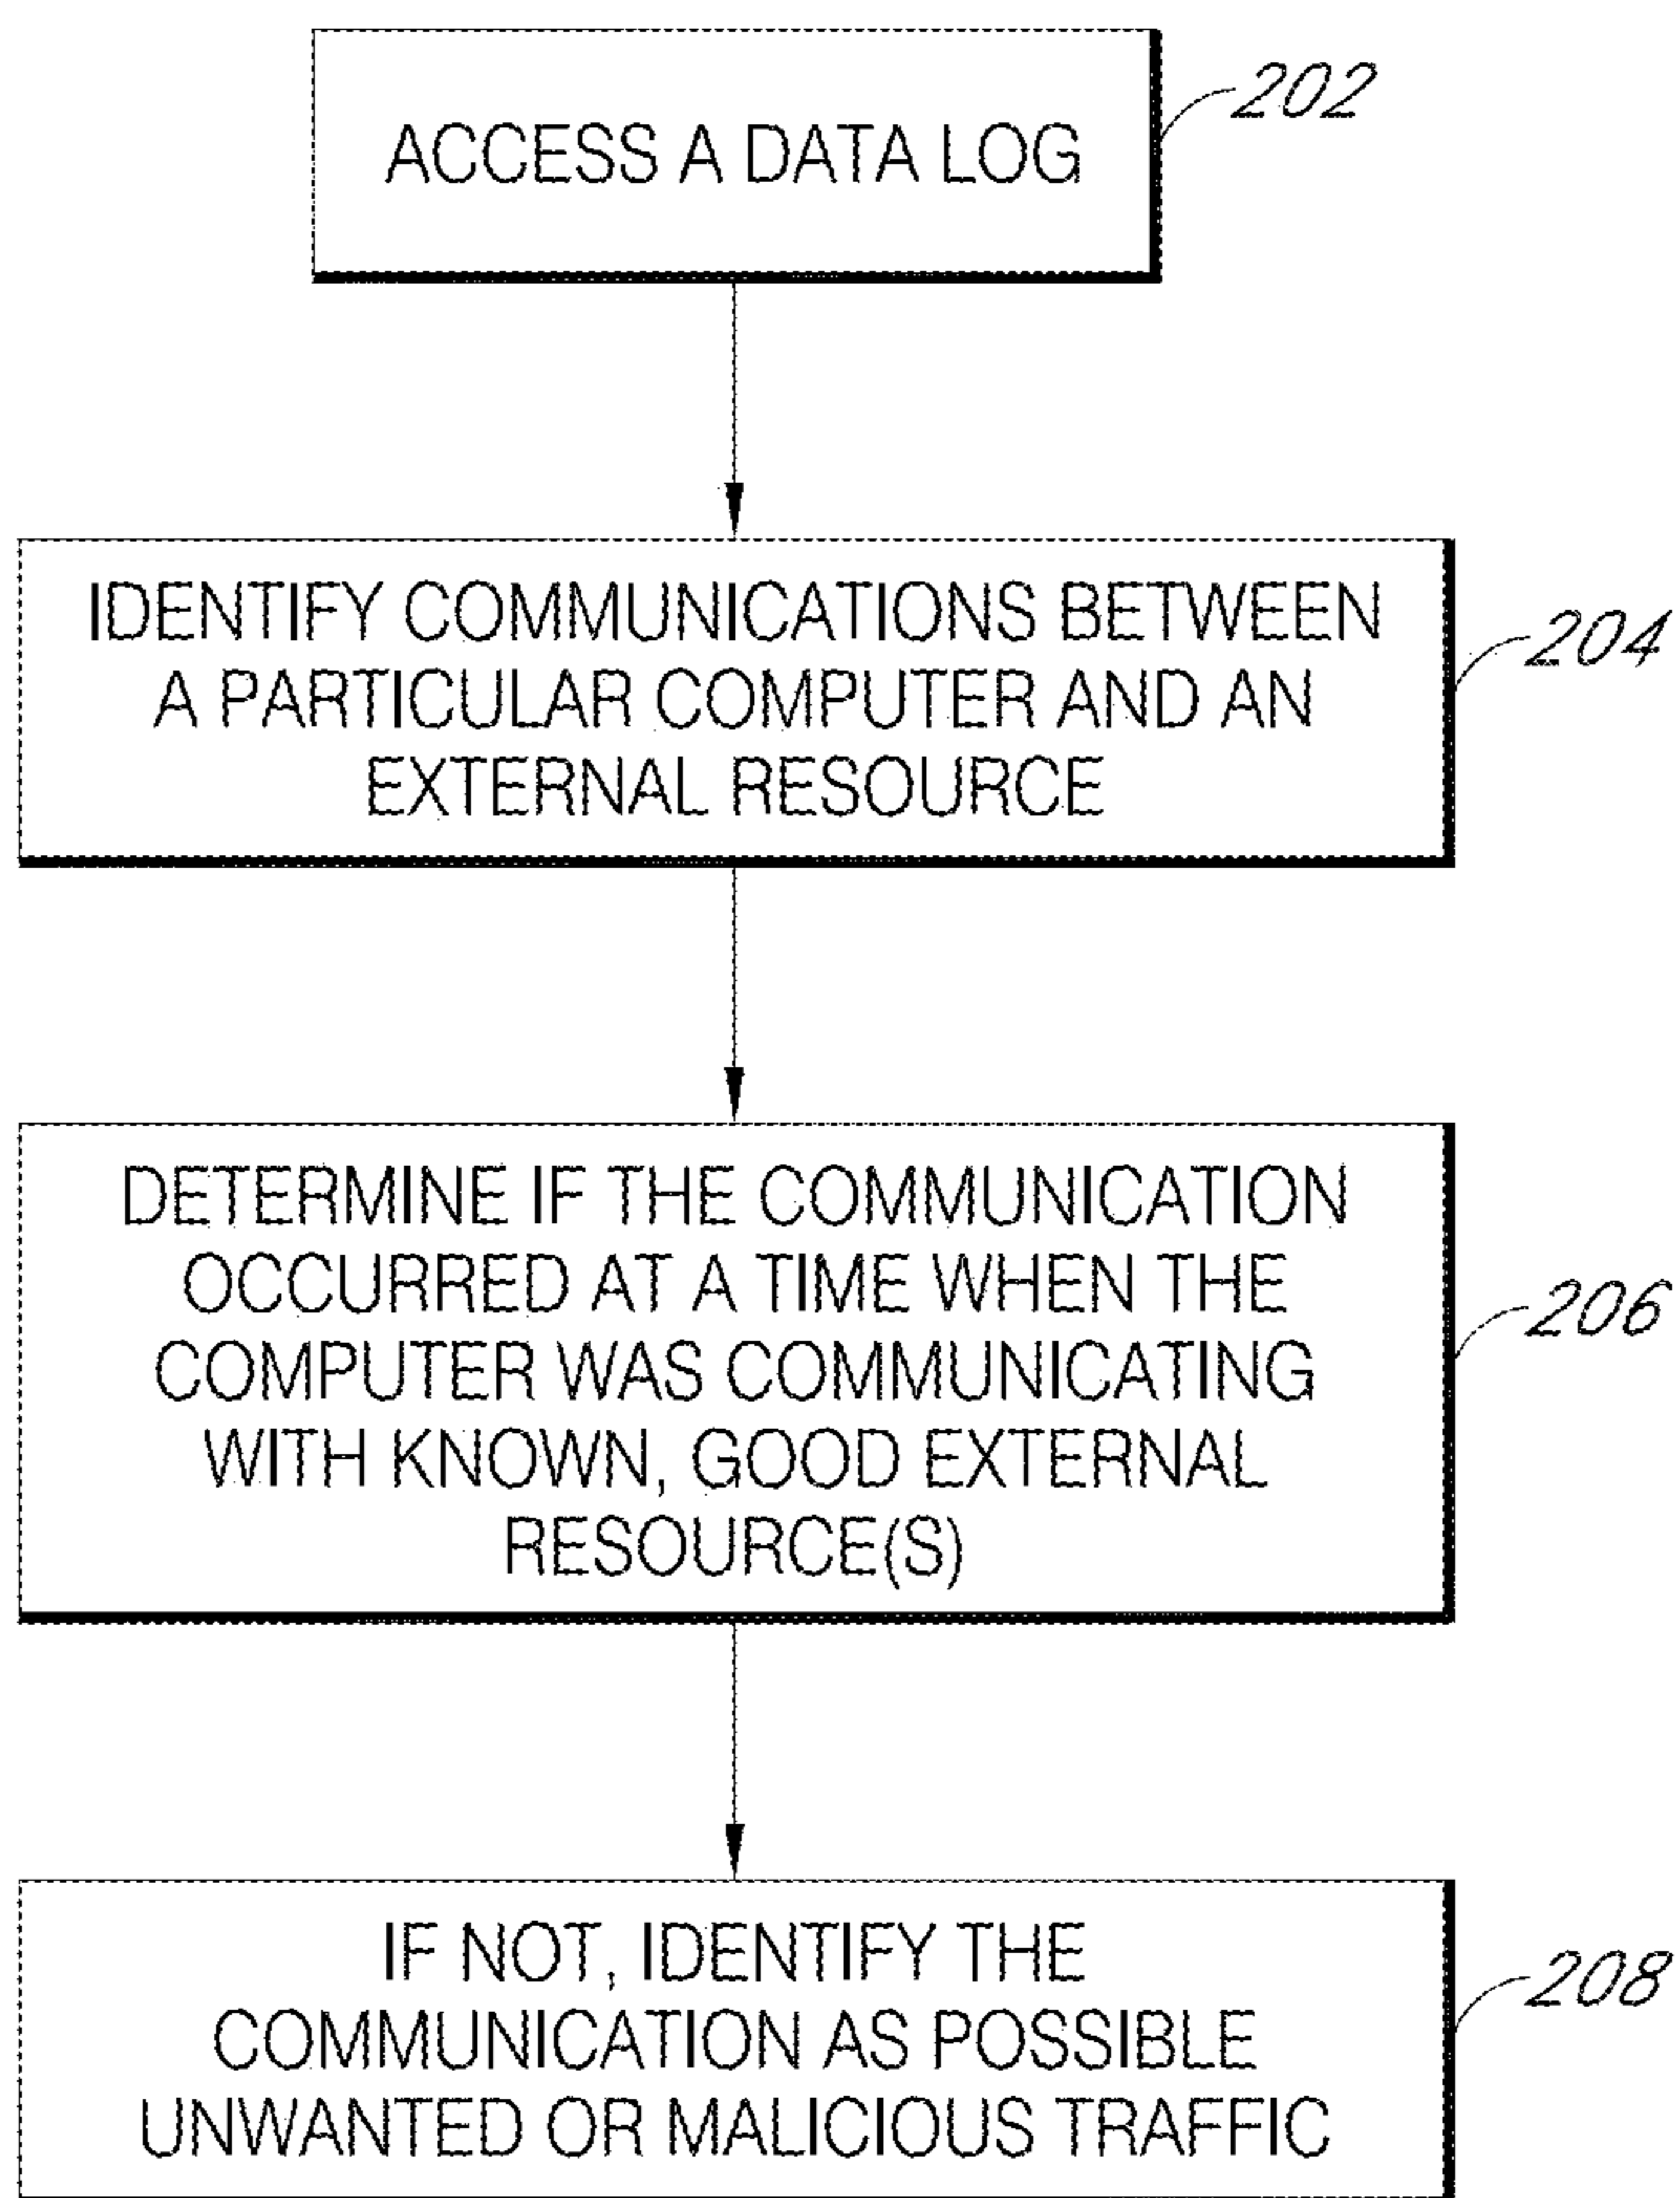 ACCESS A DATA LOG
202
IDENTIFY COMMUNICATIONS BETWEEN
A PARTICULAR COMPUTER AND AN
EXTERNAL RESOURCE
204
DETERMINE IF THE COMMUNICATION
OCCURRED AT A TIME WHEN THE
COMPUTER WAS COMMUNICATING
WITH KNOWN, GOOD EXTERNAL
RESOURCE(S)
206
IF NOT, IDENTIFY THE
COMMUNICATION AS POSSIBLE
UNWANTED OR MALICIOUS TRAFFIC
208